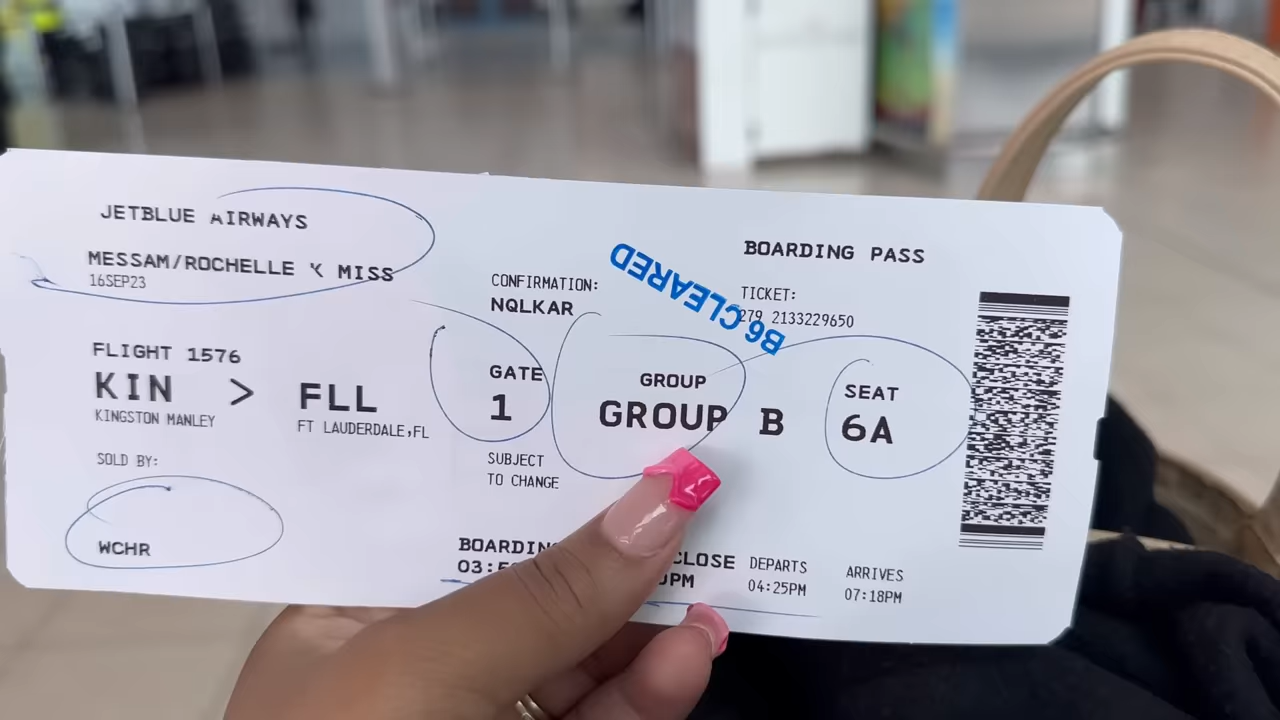 JETBLUE AIRWAYS
MESSAM/ROCHELLE K MISS
16SEP23
FLIGHT 1576
KIN > FLL
KINGSTON MANLEY
FT LAUDERDALE,FL
SOLD BY:
WCHR
CONFIRMATION:
NQLKAR
GATE
1
SUBJECT
TO CHANGE
GROUP
GROUP B
BOARDING PASS
TICKET:
279 2133229650
B6 CLEARED
SEAT
6A
CLOSE
DEPARTS
04:25PM
ARRIVES
07:18PM